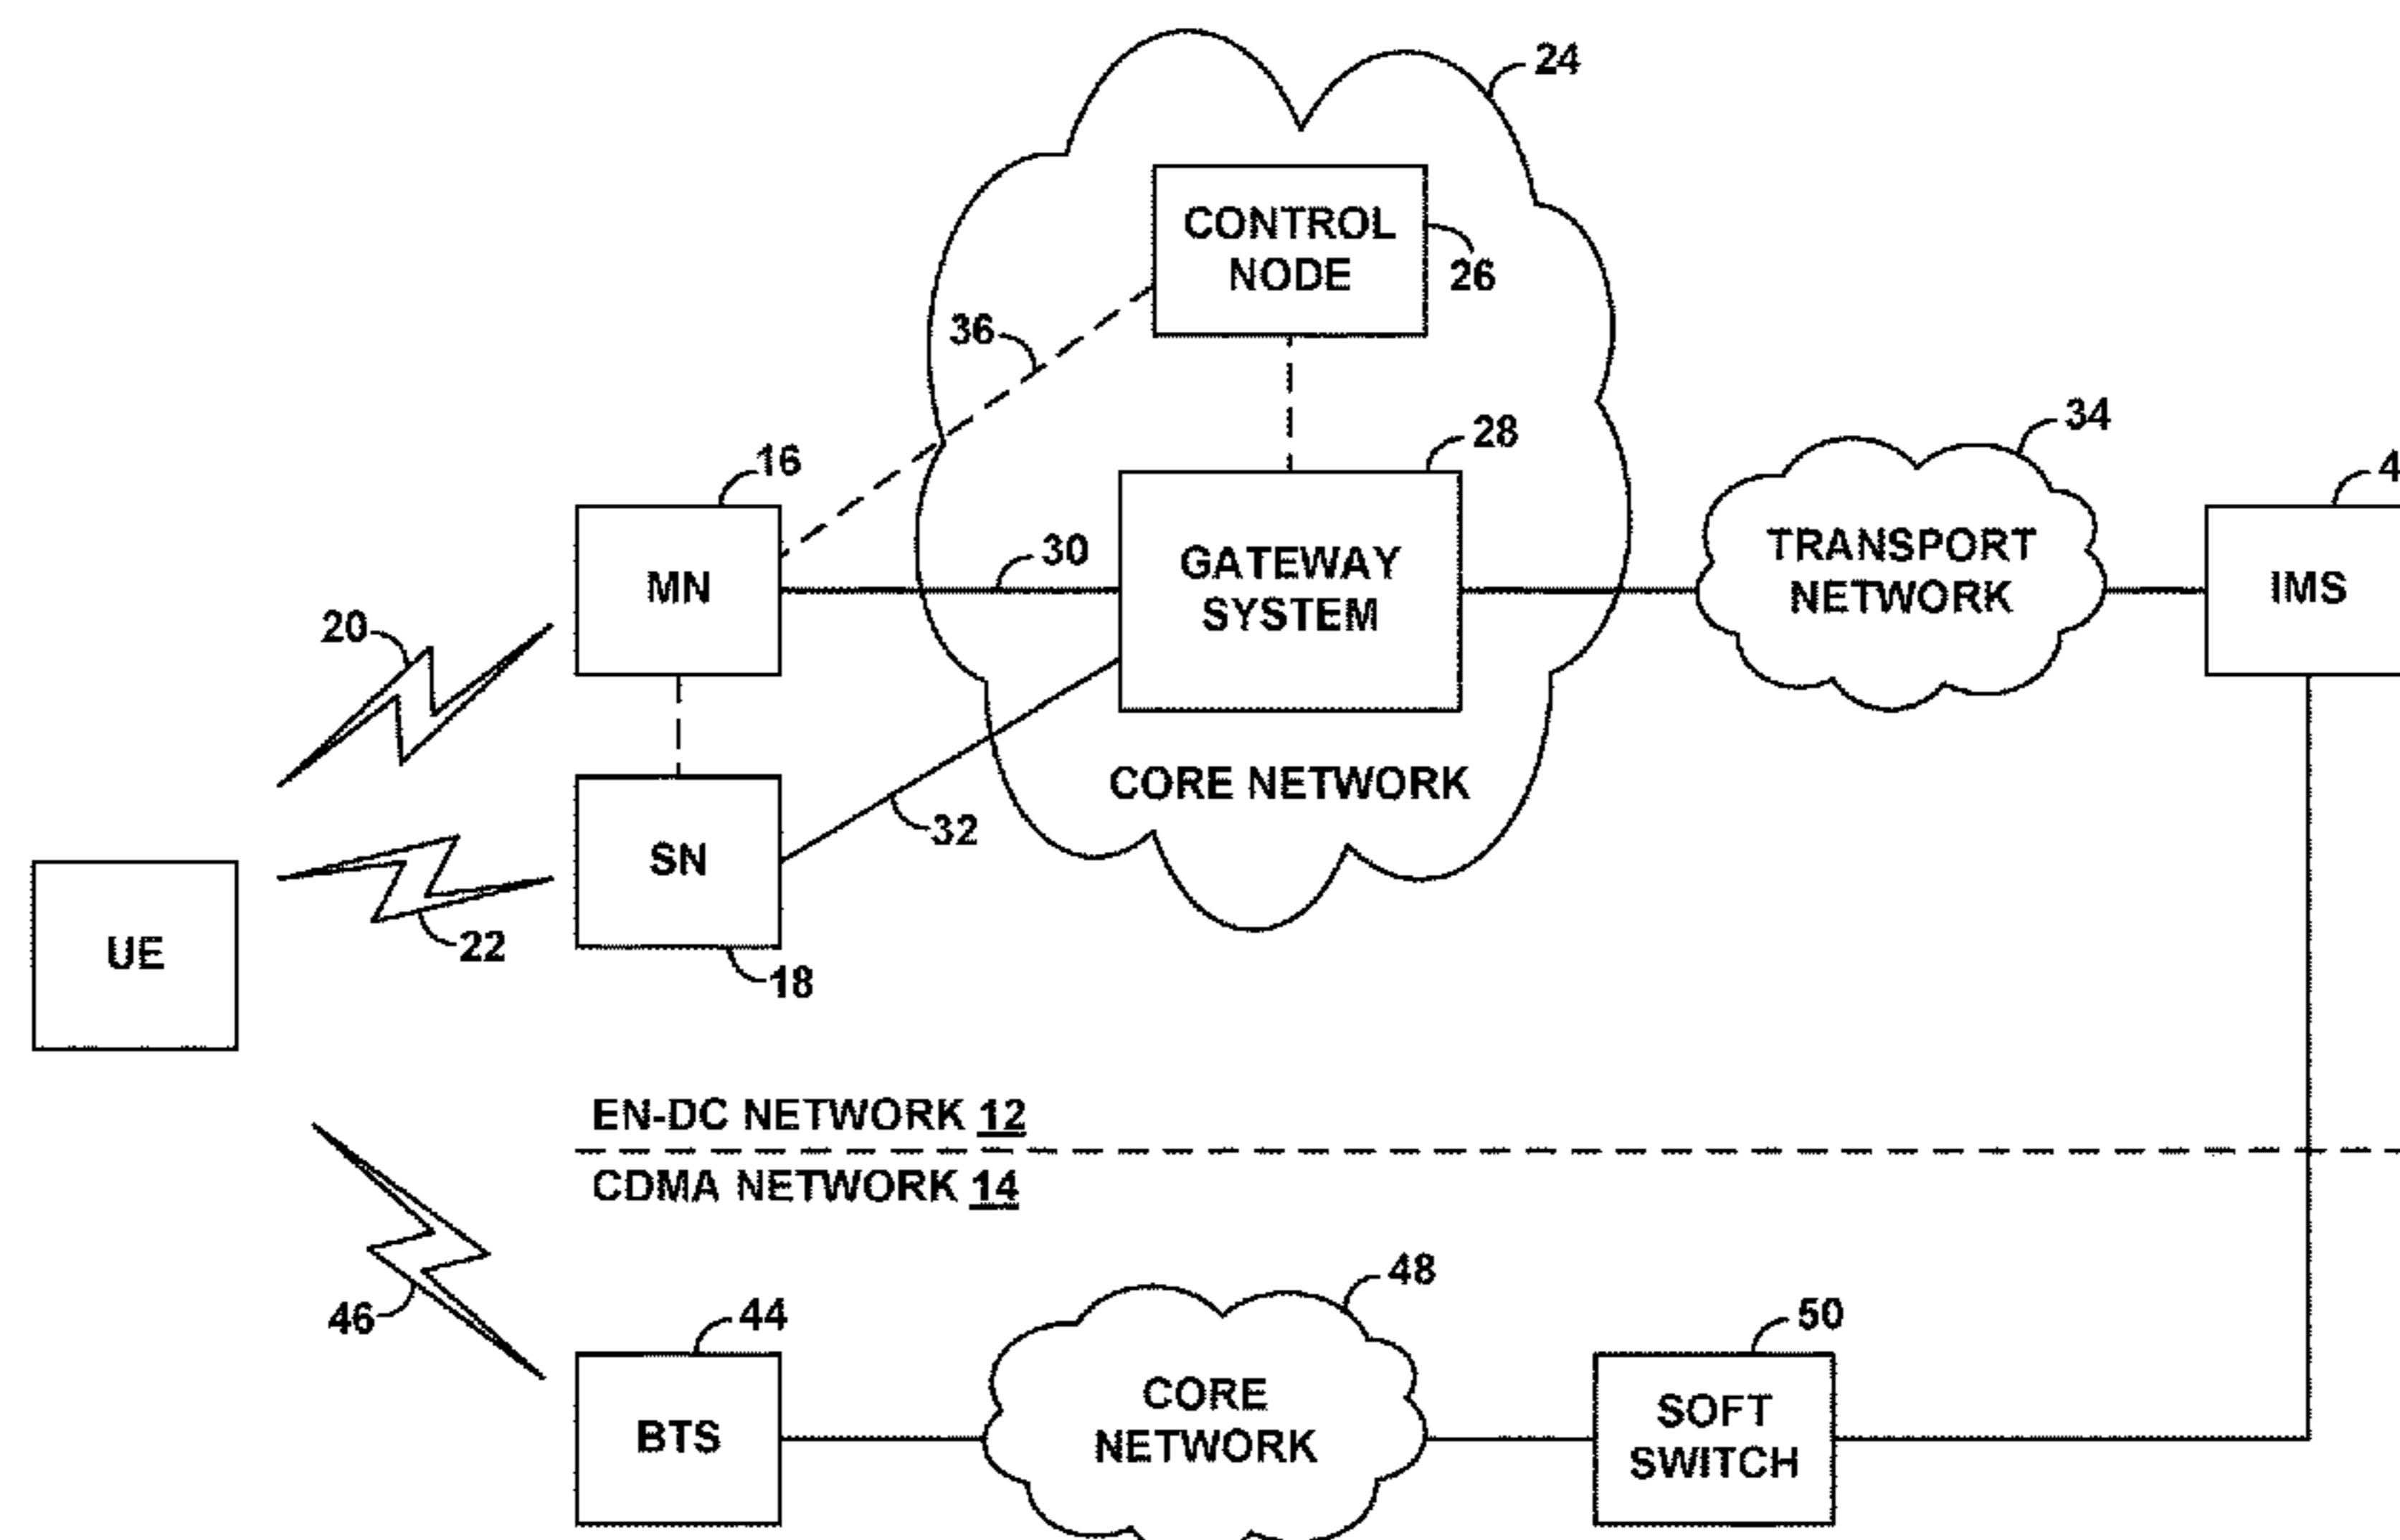 24
CONTROL
NODE
26
36
28
34
16
4
MN
30
GATEWAY
SYSTEM
TRANSPORT
NETWORK
IMS
20
CORE NETWORK
32
SN
22
18
UE
EN-DC NETWORK 12
CDMA NETWORK 14
46
44
48
50
BTS
CORE
NETWORK
SOFT
SWITCH